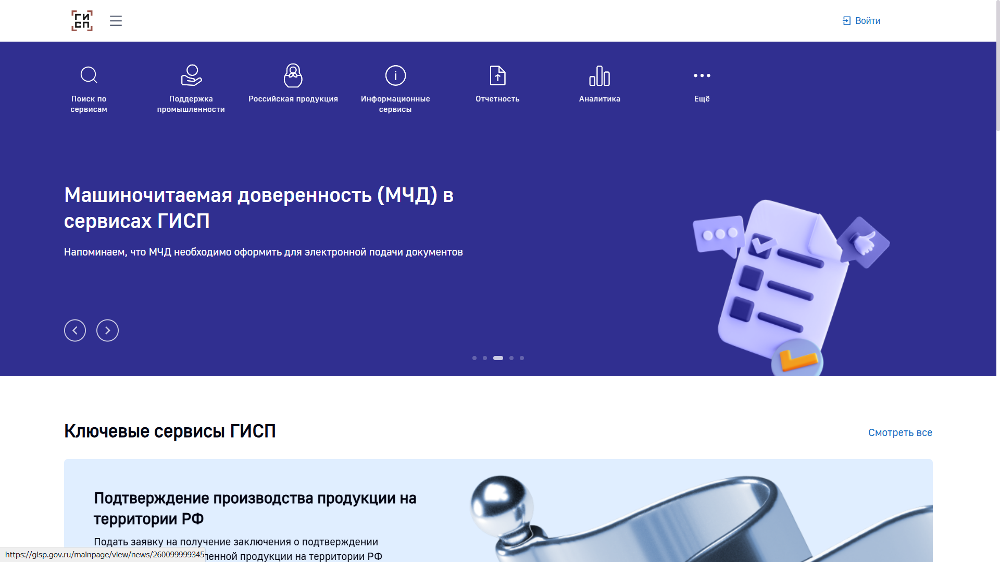 ГИ
СП
Войти
Поиск по
сервисам
Поддержка
промышленности
Российская продукция
Информационные
сервисы
Отчетность
Аналитика
Ещё
Машиночитаемая доверенность (МЧД) в
сервисах ГИСП
Напоминаем, что МЧД необходимо оформить для электронной подачи документов
Ключевые сервисы ГИСП
Смотреть все
Подтверждение производства продукции на
территории РФ
Подать заявку на получение заключения о подтверждении
ленной продукции на территории РФ
https://gisp.gov.ru/mainpage/view/news/260099999345